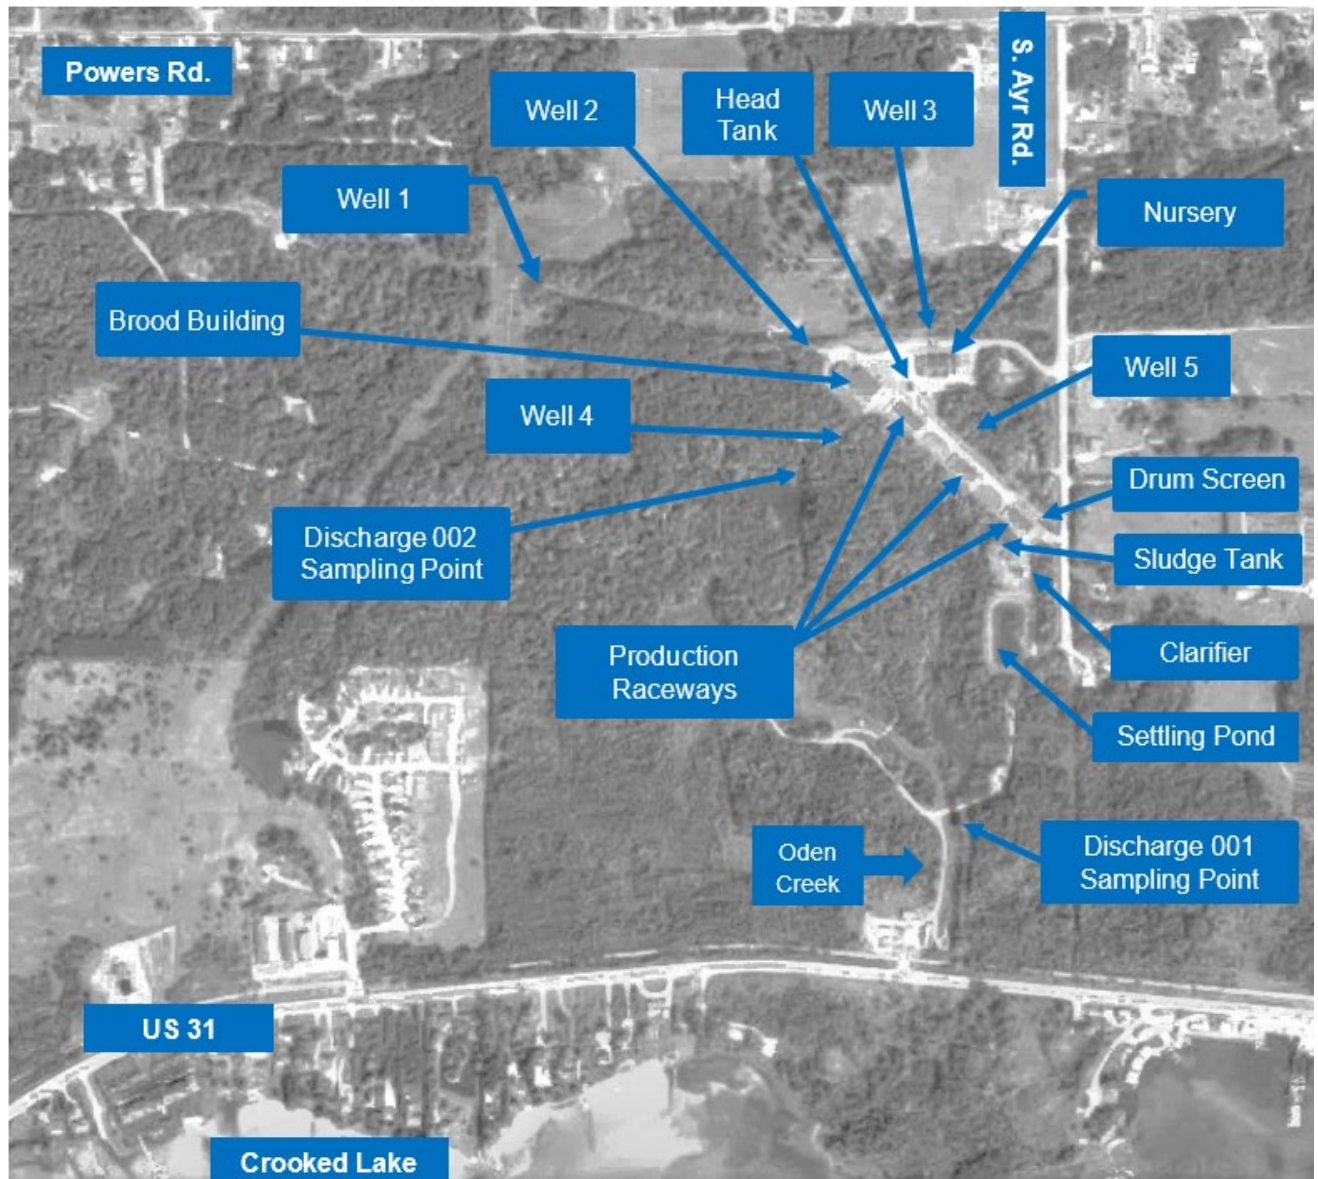 Powers Rd.
Well 2
Head
Tank
Well 3
S. Ayr Rd.
Well 1
Nursery
Brood Building
Well 5
Well 4
Drum Screen
Discharge 002
Sampling Point
Sludge Tank
Production
Raceways
Clarifier
Settling Pond
Oden
Creek
Discharge 001
Sampling Point
US 31
Crooked Lake